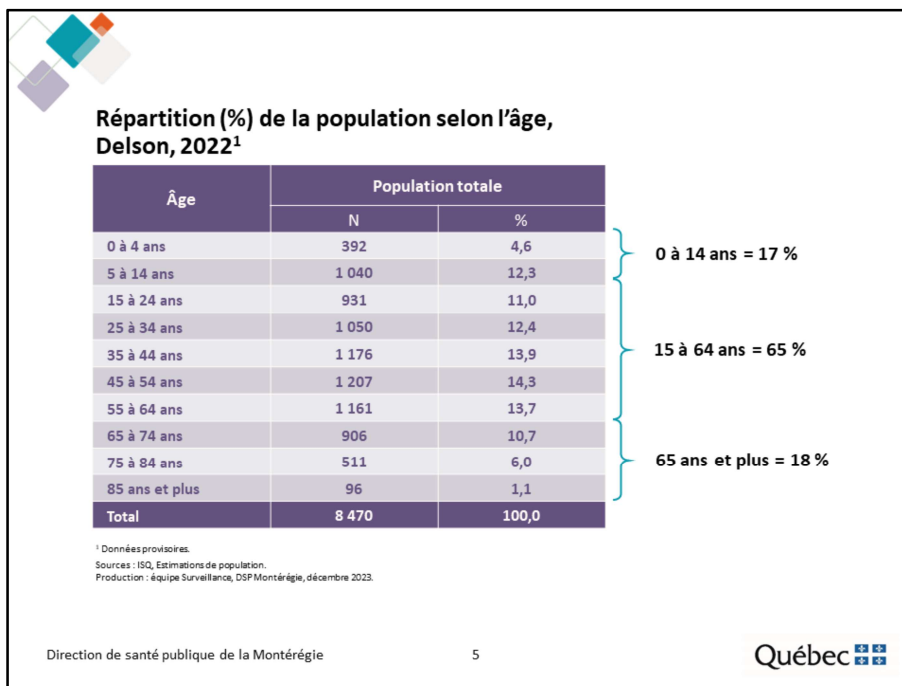 Répartition (%) de la population selon l'âge,
Delson, 2022¹
Âge Population totale
N %
0 à 4 ans 392 4,6
5 à 14 ans 1 040 12,3
15 à 24 ans 931 11,0
25 à 34 ans 1 050 12,4
35 à 44 ans 1 176 13,9
45 à 54 ans 1 207 14,3
55 à 64 ans 1 161 13,7
65 à 74 ans 906 10,7
75 à 84 ans 511 6,0
85 ans et plus 96 1,1
Total 8 470 100,0
0 à 14 ans = 17 %
15 à 64 ans = 65 %
65 ans et plus = 18 %
¹ Données provisoires.
Sources : ISQ, Estimations de population.
Production : équipe Surveillance, DSP Montérégie, décembre 2023.
Direction de santé publique de la Montérégie
5
Québec